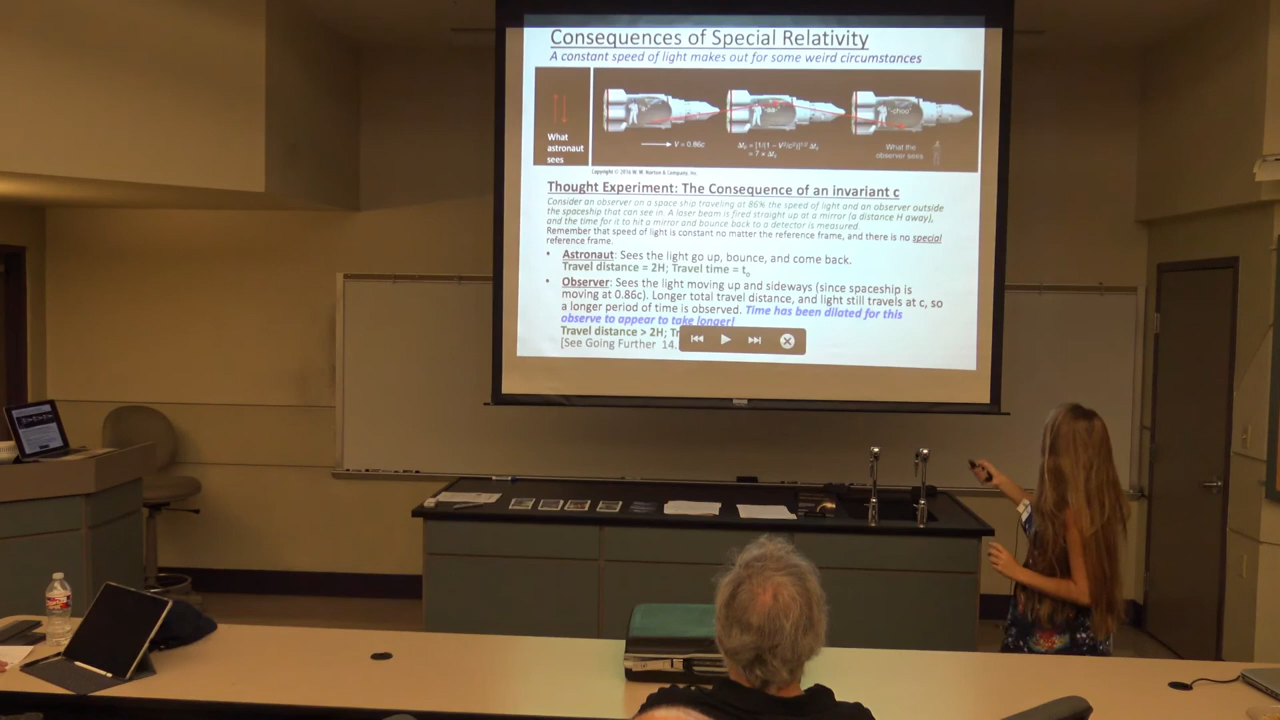 Consequences of Special Relativity
A constant speed of light makes out for some weird circumstances
What
astronaut
sees
V = 0.86c
What the
observer sees
Copyright © 2016 W. W. Norton & Company, Inc.
Thought Experiment: The Consequence of an invariant c
Consider an observer on a space ship traveling at 86% the speed of light and an observer outside
the spaceship that can see in. A laser beam is fired straight up at a mirror (a distance H away),
and the time for it to hit a mirror and bounce back to a detector is measured.
Remember that speed of light is constant no matter the reference frame, and there is no special
reference frame.
• Astronaut: Sees the light go up, bounce, and come back.
Travel distance = 2H; Travel time = t₀
• Observer: Sees the light moving up and sideways (since spaceship is
moving at 0.86c). Longer total travel distance, and light still travels at c, so
a longer period of time is observed. Time has been dilated for this
observe to appear to take longer!
Travel distance > 2H; Tr
[See Going Further 14.